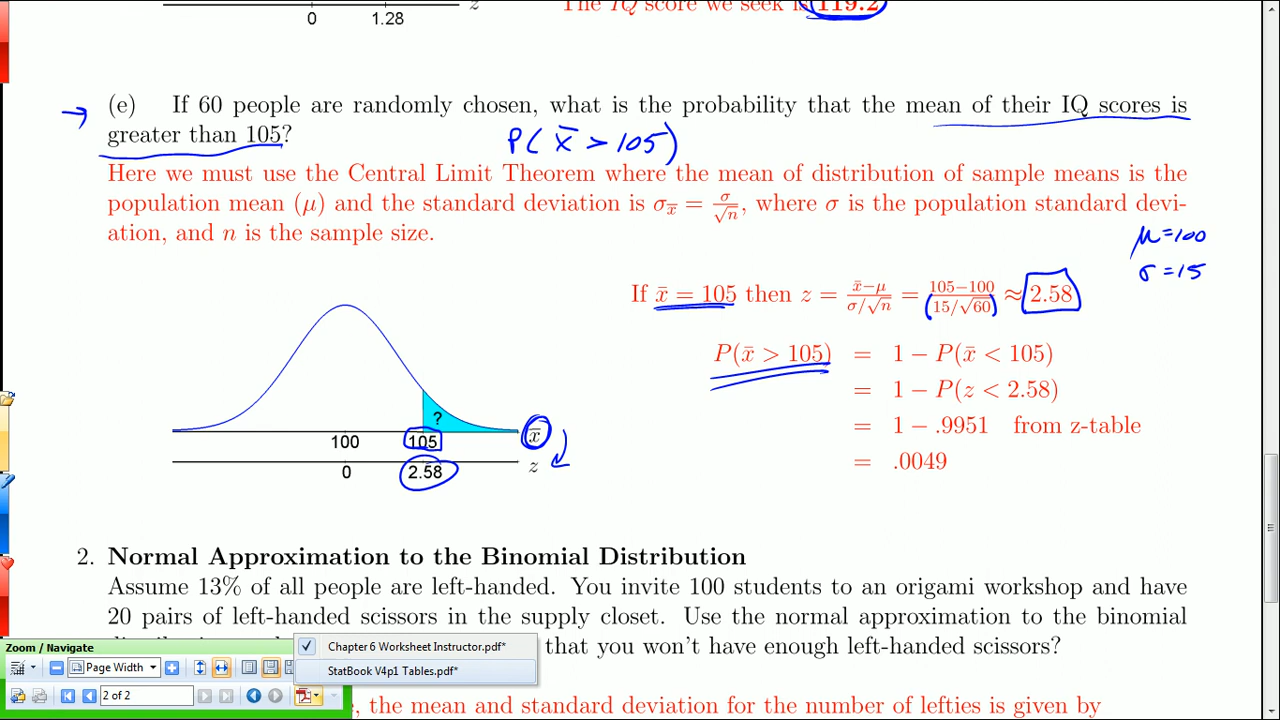 0 1.28 z
The IQ score we seek is 119.2
→ (e) If 60 people are randomly chosen, what is the probability that the mean of their IQ scores is
greater than 105? P( x̄ > 105)
Here we must use the Central Limit Theorem where the mean of distribution of sample means is the
population mean (μ) and the standard deviation is σx̄ = σ/√n, where σ is the population standard devi-
ation, and n is the sample size.
μ=100
σ=15
If x̄ = 105 then z = (x̄−μ)/(σ/√n) = (105−100)/(15/√60) ≈ 2.58
P(x̄ > 105) = 1 − P(x̄ < 105)
= 1 − P(z < 2.58)
= 1 − .9951 from z-table
= .0049
?
100 105 x̄
0 2.58 z
2. Normal Approximation to the Binomial Distribution
Assume 13% of all people are left-handed. You invite 100 students to an origami workshop and have
20 pairs of left-handed scissors in the supply closet. Use the normal approximation to the binomial
that you won't have enough left-handed scissors?
Zoom / Navigate
Page Width
2 of 2
Chapter 6 Worksheet Instructor.pdf*
StatBook V4p1 Tables.pdf*
, the mean and standard deviation for the number of lefties is given by